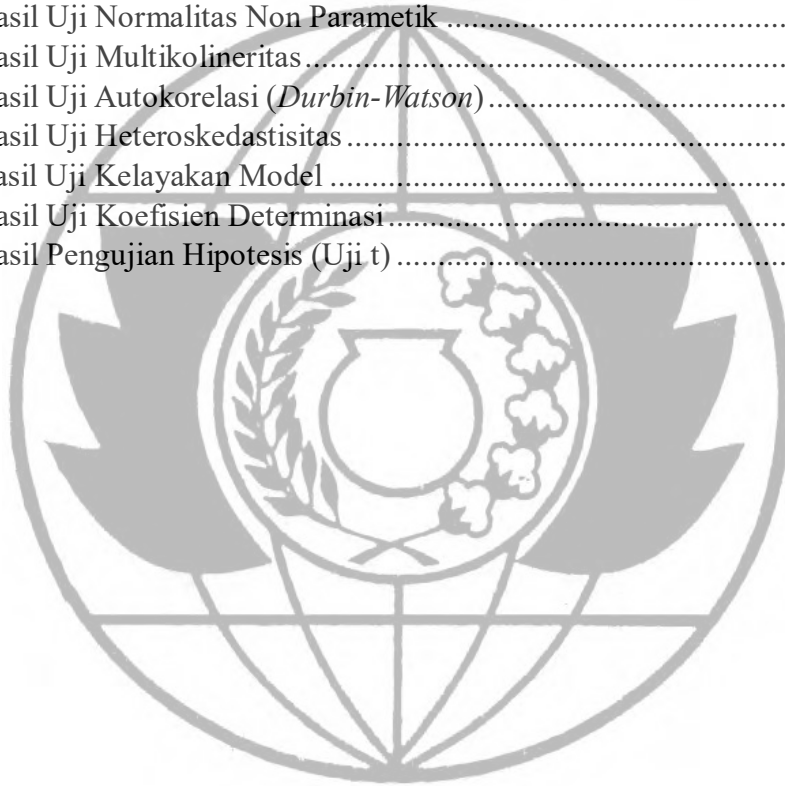 asil Uji Normalitas Non Parametik ..........................................
asil Uji Multikolineritas..............................................................
asil Uji Autokorelasi (Durbin-Watson)......................................
asil Uji Heteroskedastisitas.........................................................
asil Uji Kelayakan Model ...........................................................
asil Uji Koefisien Determinasi....................................................
asil Pengujian Hipotesis (Uji t) ...................................................